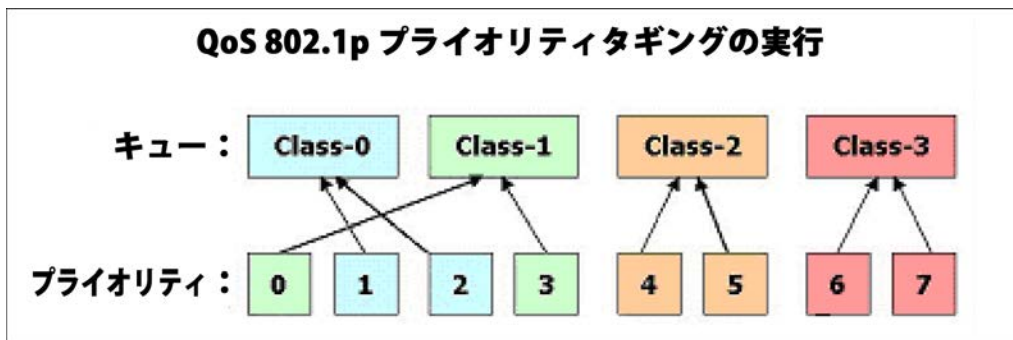 QoS 802.1p プライオリティタギングの実行
キュー： Class-0 Class-1 Class-2 Class-3
プライオリティ： 0 1 2 3 4 5 6 7